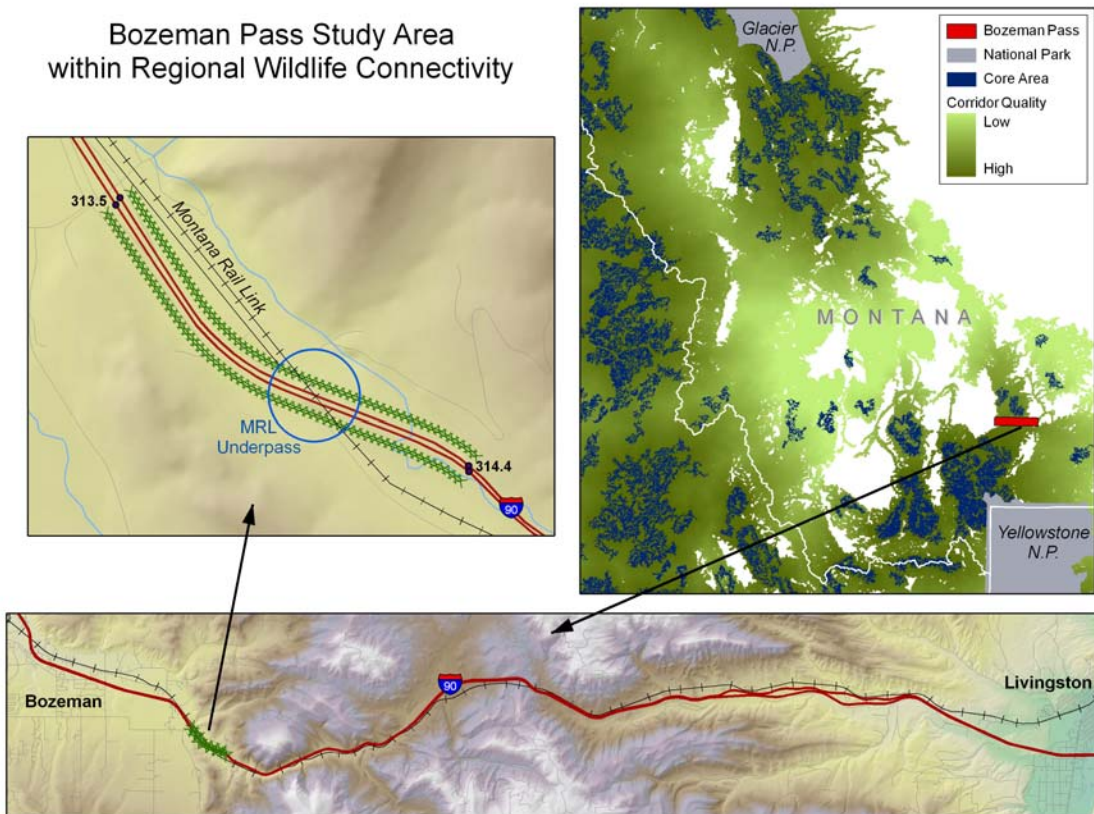 Bozeman Pass Study Area
within Regional Wildlife Connectivity
313.5
Montana Rail Link
MRL
Underpass
314.4
90
Glacier
N.P.
MONTANA
Yellowstone
N.P.
Bozeman Pass
National Park
Core Area
Corridor Quality
Low
High
Bozeman
90
Livingston